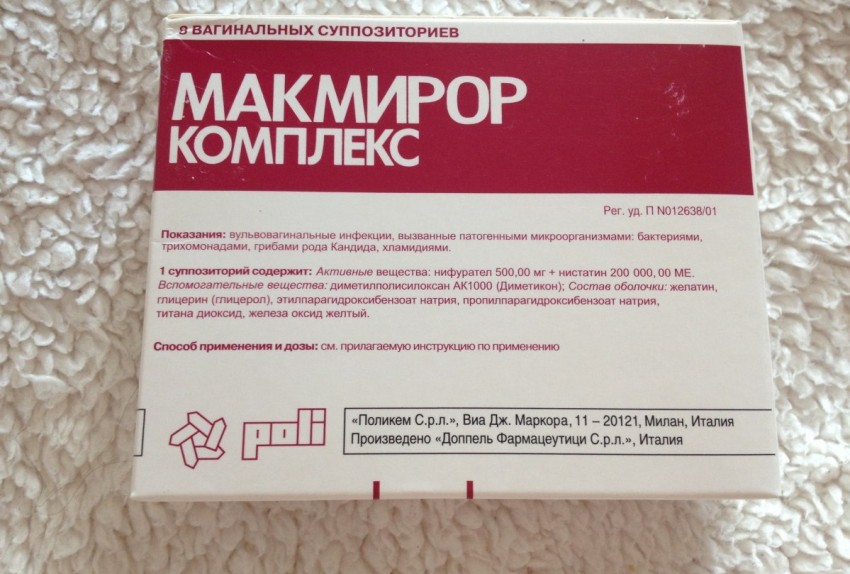 8 ВАГИНАЛЬНЫХ СУППОЗИТОРИЕВ
МАКМИРОР
КОМПЛЕКС
Рег. уд. П N012638/01
Показания: вульвовагинальные инфекции, вызванные патогенными микроорганизмами: бактериями,
трихомонадами, грибами рода Кандида, хламидиями.
1 суппозиторий содержит: Активные вещества: нифурател 500,00 мг + нистатин 200 000,00 МЕ.
Вспомогательные вещества: диметилполисилоксан АК1000 (Диметикон); Состав оболочки: желатин,
глицерин (глицерол), этилпарагидроксибензоат натрия, пропилпарагидроксибензоат натрия,
титана диоксид, железа оксид желтый.
Способ применения и дозы: см. прилагаемую инструкцию по применению
poli
«Поликем С.р.л.», Виа Дж. Маркора, 11 – 20121, Милан, Италия
Произведено «Доппель Фармацеутици С.р.л.», Италия